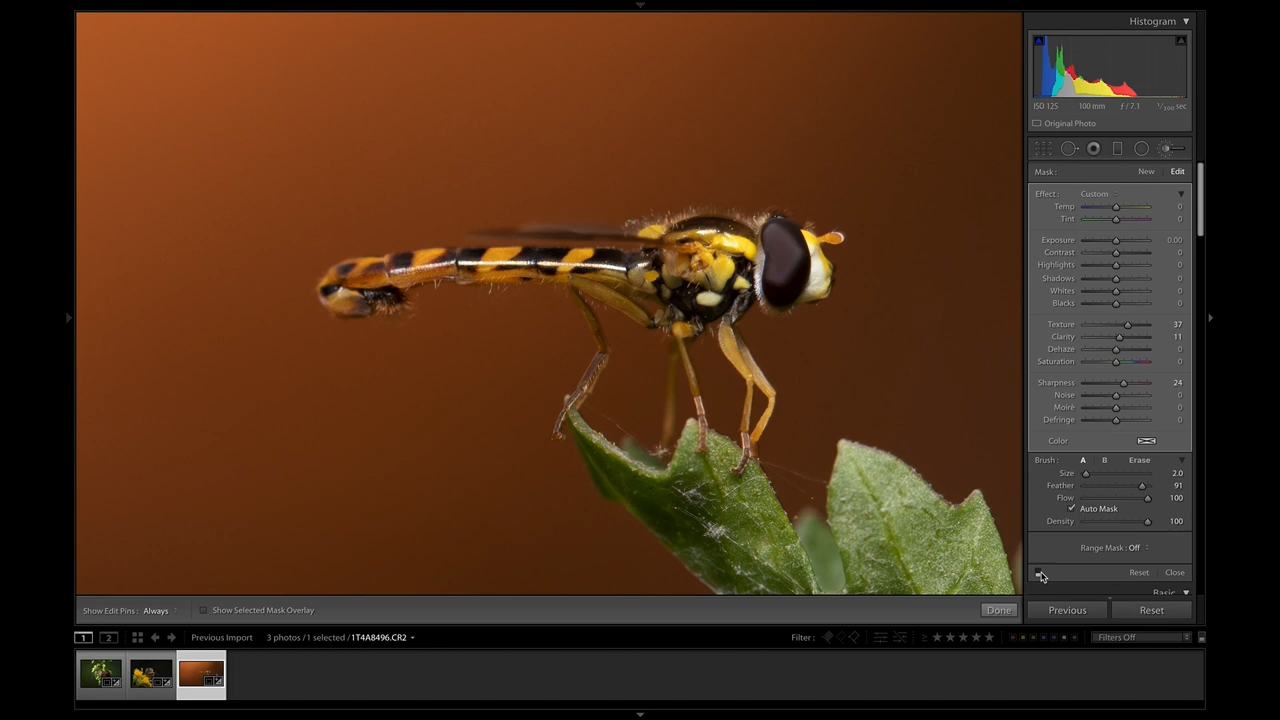 Histogram
ISO 125 100 mm ƒ / 7.1 1/100 sec
Original Photo
Mask : New Edit
Effect : Custom
Temp 0
Tint 0
Exposure 0.00
Contrast 0
Highlights 0
Shadows 0
Whites 0
Blacks 0
Texture 37
Clarity 11
Dehaze 0
Saturation 0
Sharpness 24
Noise 0
Moiré 0
Defringe 0
Color
Brush : A B Erase
Size 2.0
Feather 91
Flow 100
Auto Mask
Density 100
Range Mask : Off
Reset Close
Basic
Show Edit Pins : Always Show Selected Mask Overlay Done Previous Reset
1 2 Previous Import 3 photos / 1 selected / 1T4A8496.CR2 Filter : Filters Off